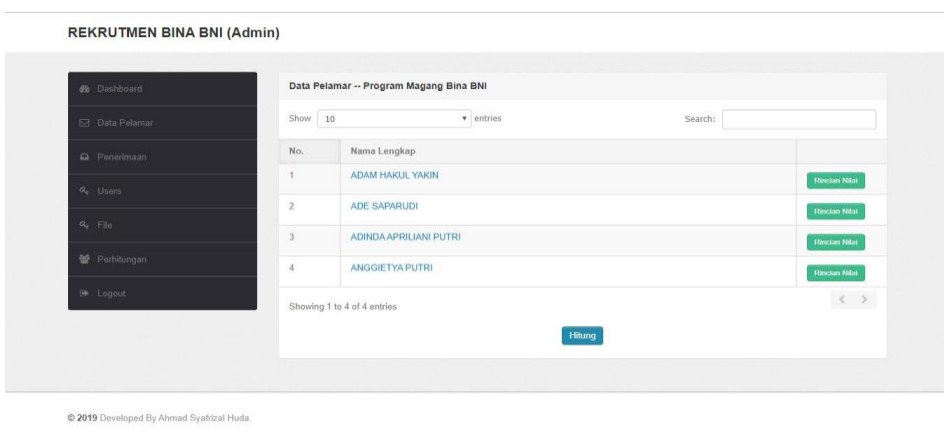 REKRUTMEN BINA BNI (Admin)
Dashboard
Data Pelamar
Penerimaan
Users
File
Perhitungan
Logout
Data Pelamar -- Program Magang Bina BNI
Show 10 entries
Search:
No. Nama Lengkap
1 ADAM HAKUL YAKIN Rincian Nilai
2 ADE SAPARUDI Rincian Nilai
3 ADINDA APRILIANI PUTRI Rincian Nilai
4 ANGGIETYA PUTRI Rincian Nilai
Showing 1 to 4 of 4 entries
Hitung
© 2019 Developed By Ahmad Syafrizal Huda.